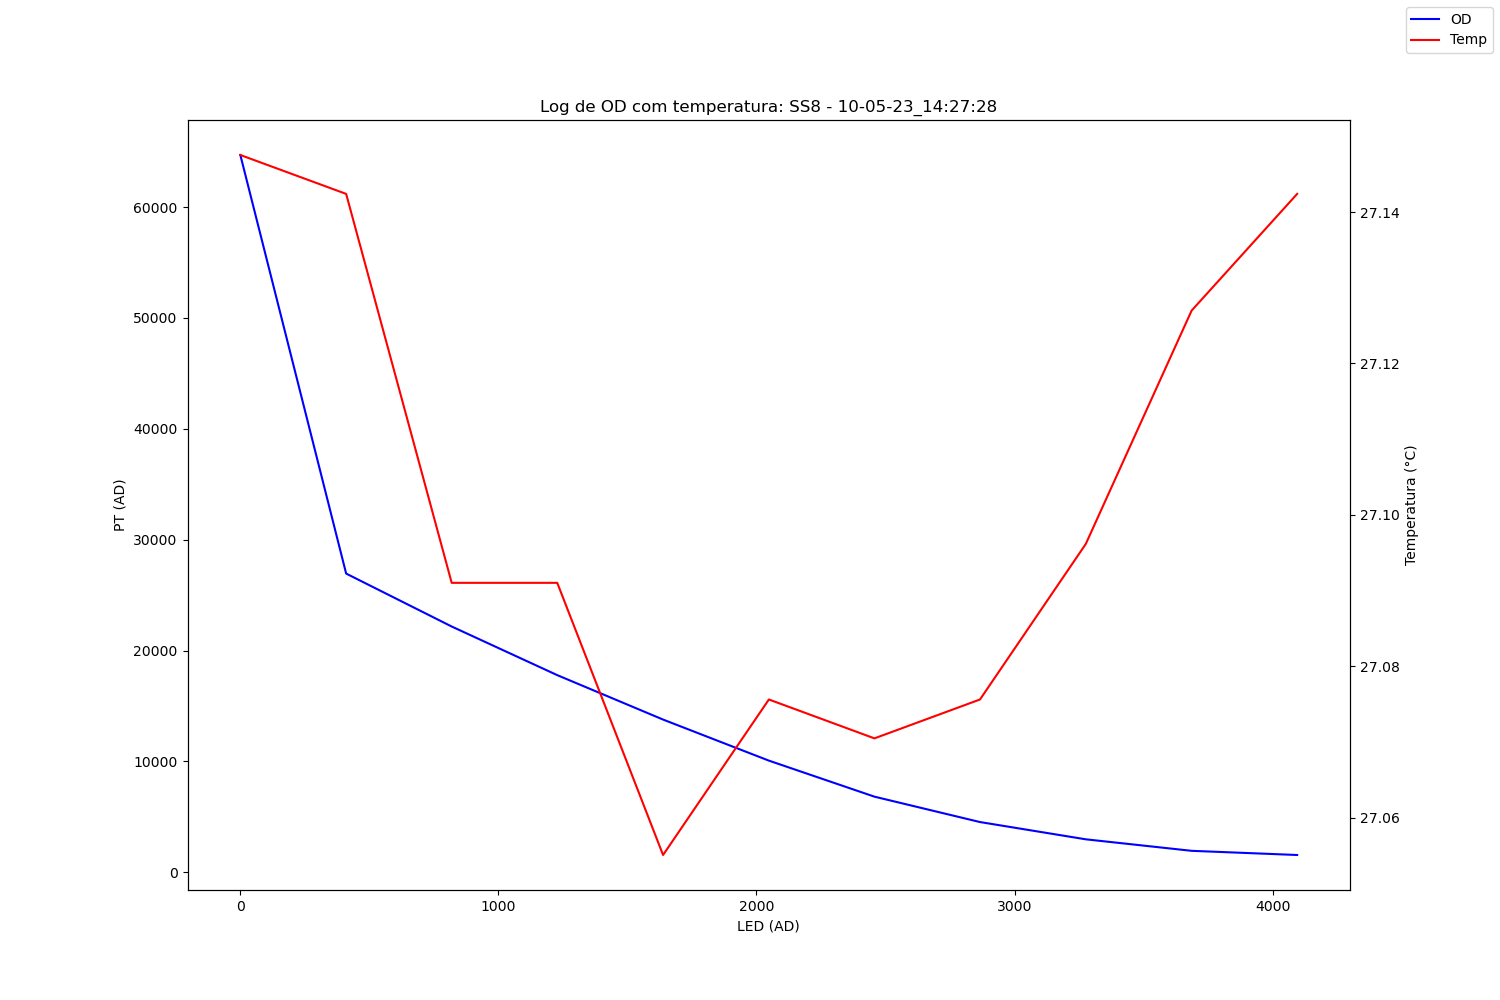 OD
Temp
Log de OD com temperatura: SS8 - 10-05-23_14:27:28
60000
50000
40000
30000
20000
10000
0
PT (AD)
27.14
27.12
27.10
27.08
27.06
Temperatura (°C)
0 1000 2000 3000 4000
LED (AD)